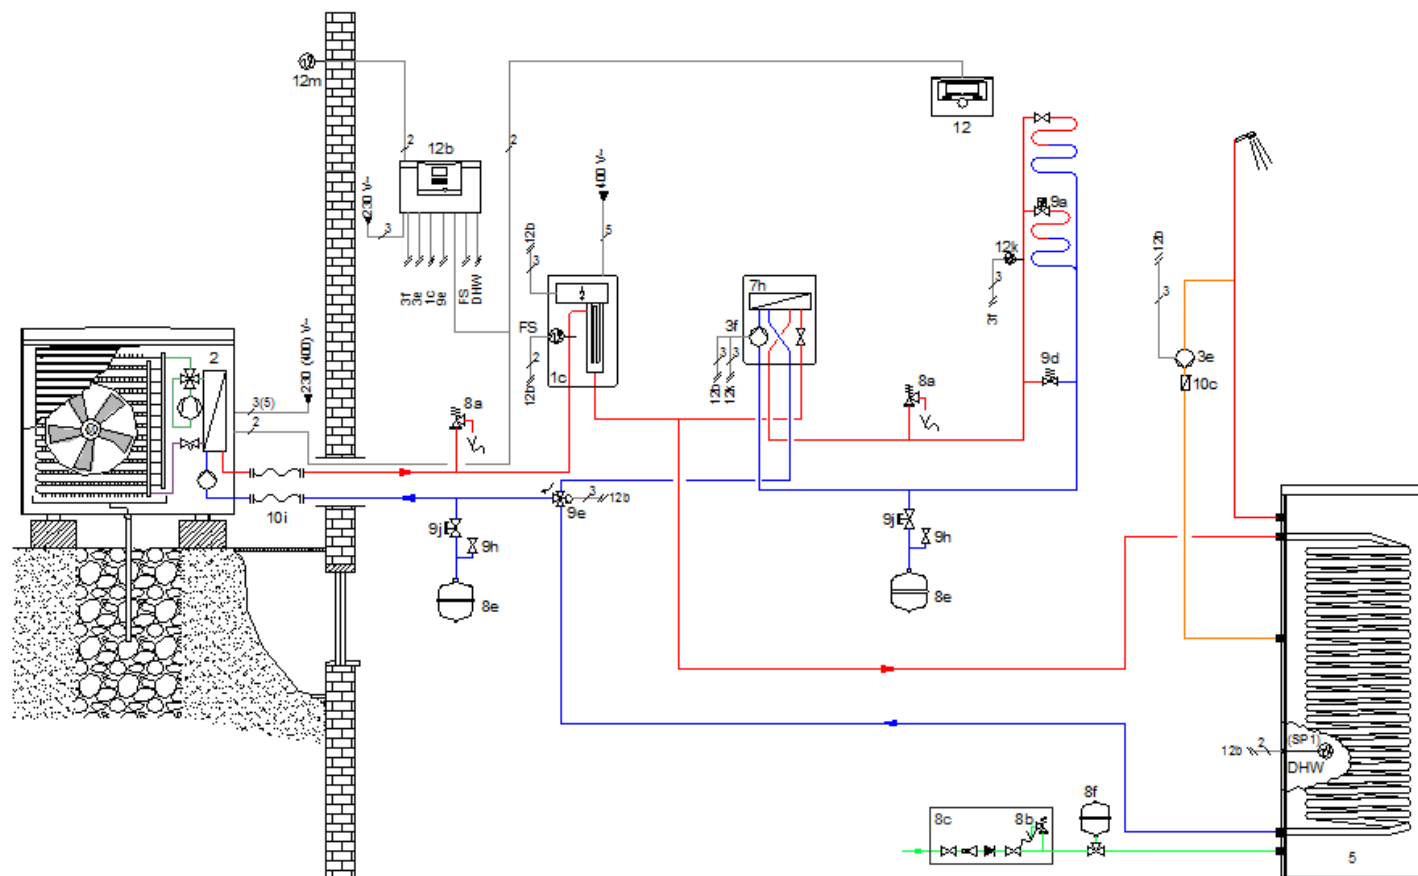 12m
2
12b
230 V~
3
3f
3e
1c
9e
FS
DHW
2
12
400 V~
5
12b
3
FS
2
12b
1c
7h
3f
3
3
12b
12k
9a
12k
3
3f
9d
8a
12b
3
3e
10c
2
230 (400) V~
3(5)
2
8a
10i
9e
3
12b
9j
9h
8e
9j
9h
8e
12b
2
(SP1)
DHW
8f
8c
8b
5